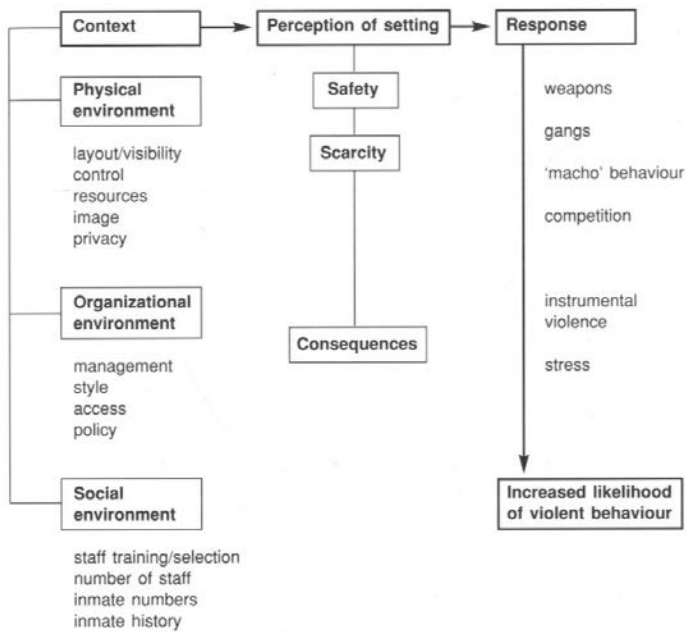 Context
Perception of setting
Response
Physical
environment
layout/visibility
control
resources
image
privacy
Organizational
environment
management
style
access
policy
Social
environment
staff training/selection
number of staff
inmate numbers
inmate history
Safety
Scarcity
Consequences
weapons
gangs
'macho' behaviour
competition
instrumental
violence
stress
Increased likelihood
of violent behaviour